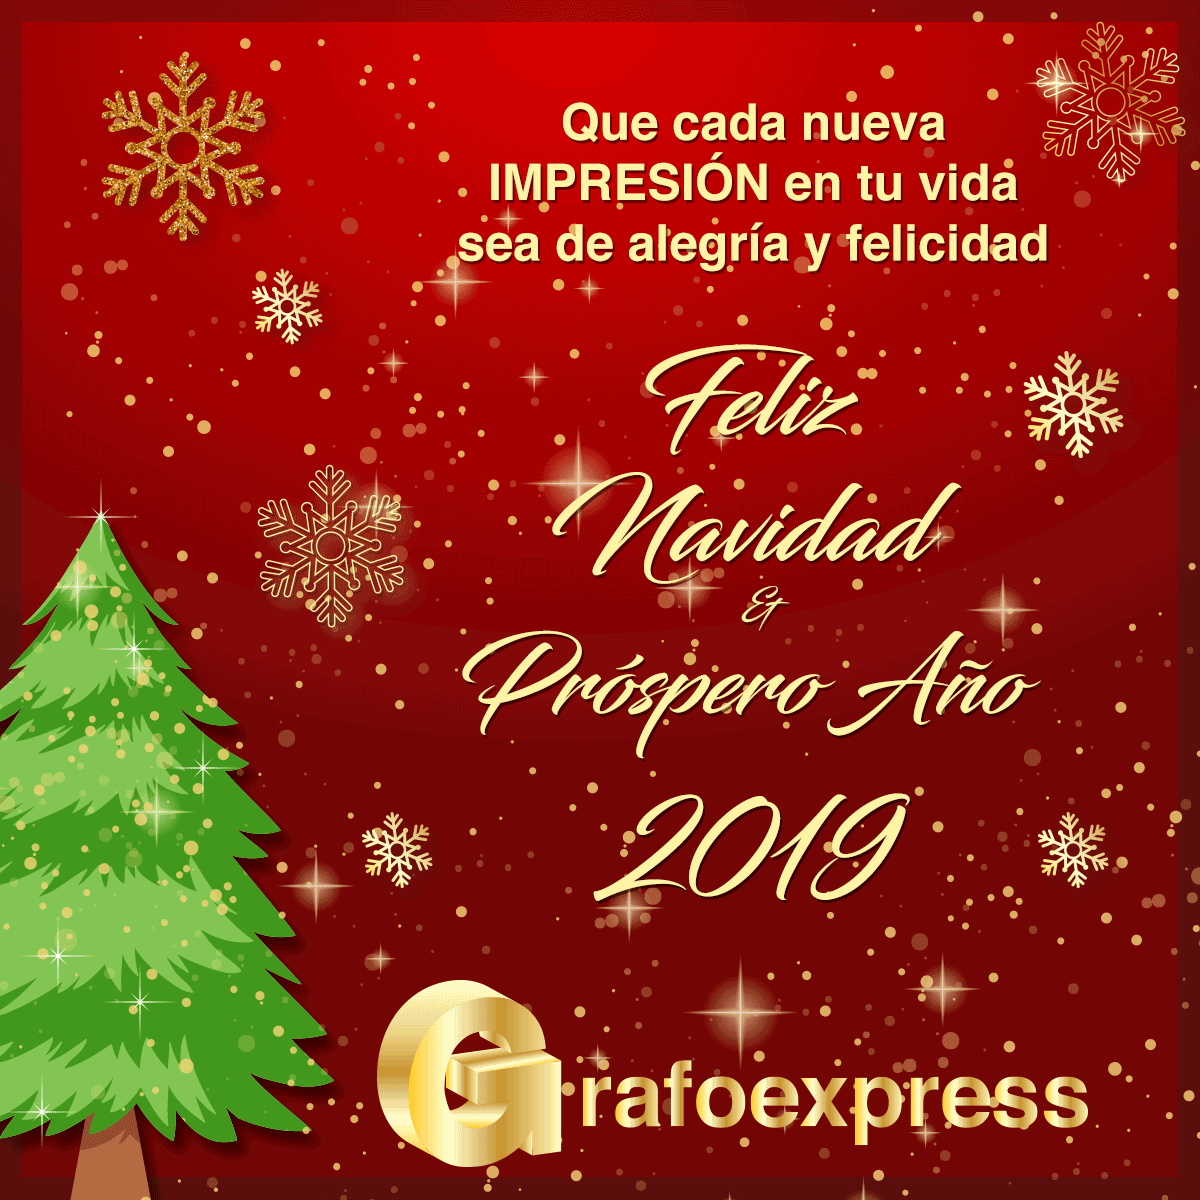 Que cada nueva
IMPRESIÓN en tu vida
sea de alegría y felicidad
Feliz
Navidad
&
Próspero Año
2019
Grafoexpress